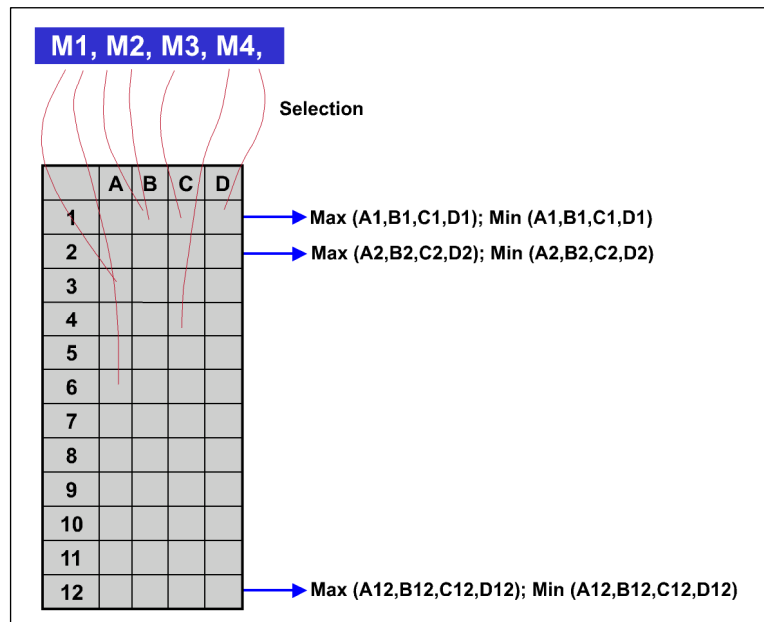 M1, M2, M3, M4,
Selection
A B C D
1 Max (A1,B1,C1,D1); Min (A1,B1,C1,D1)
2 Max (A2,B2,C2,D2); Min (A2,B2,C2,D2)
3
4
5
6
7
8
9
10
11
12 Max (A12,B12,C12,D12); Min (A12,B12,C12,D12)